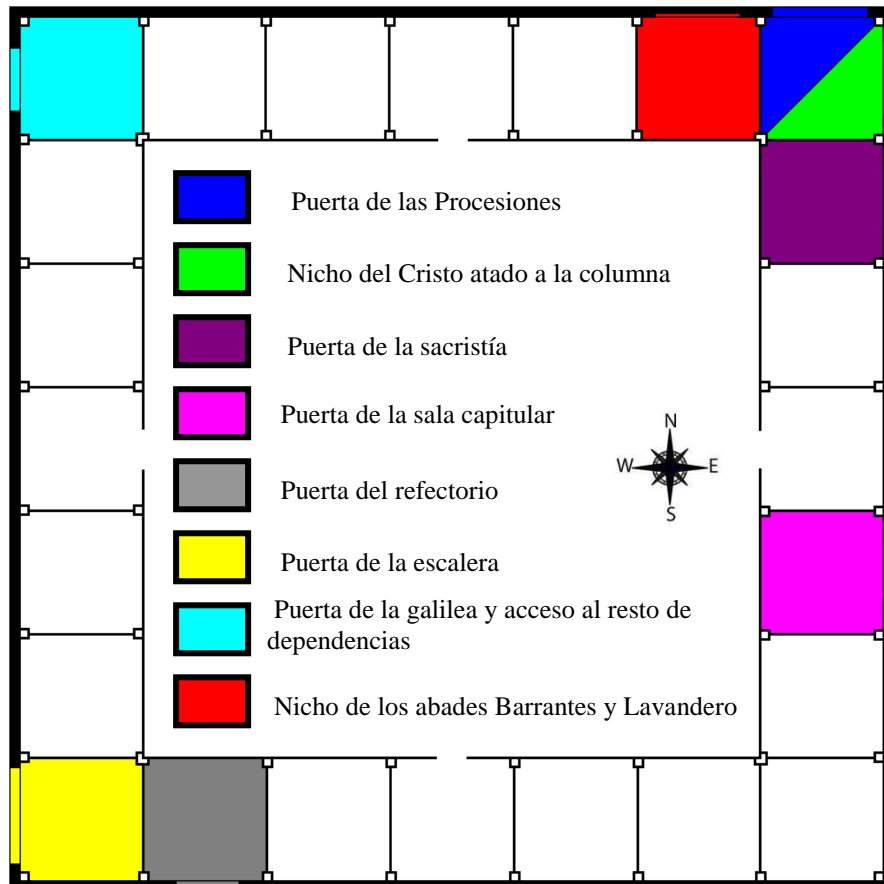 Puerta de las Procesiones
Nicho del Cristo atado a la columna
Puerta de la sacristía
Puerta de la sala capitular
N
W E
S
Puerta del refectorio
Puerta de la escalera
Puerta de la galilea y acceso al resto de
dependencias
Nicho de los abades Barrantes y Lavandero